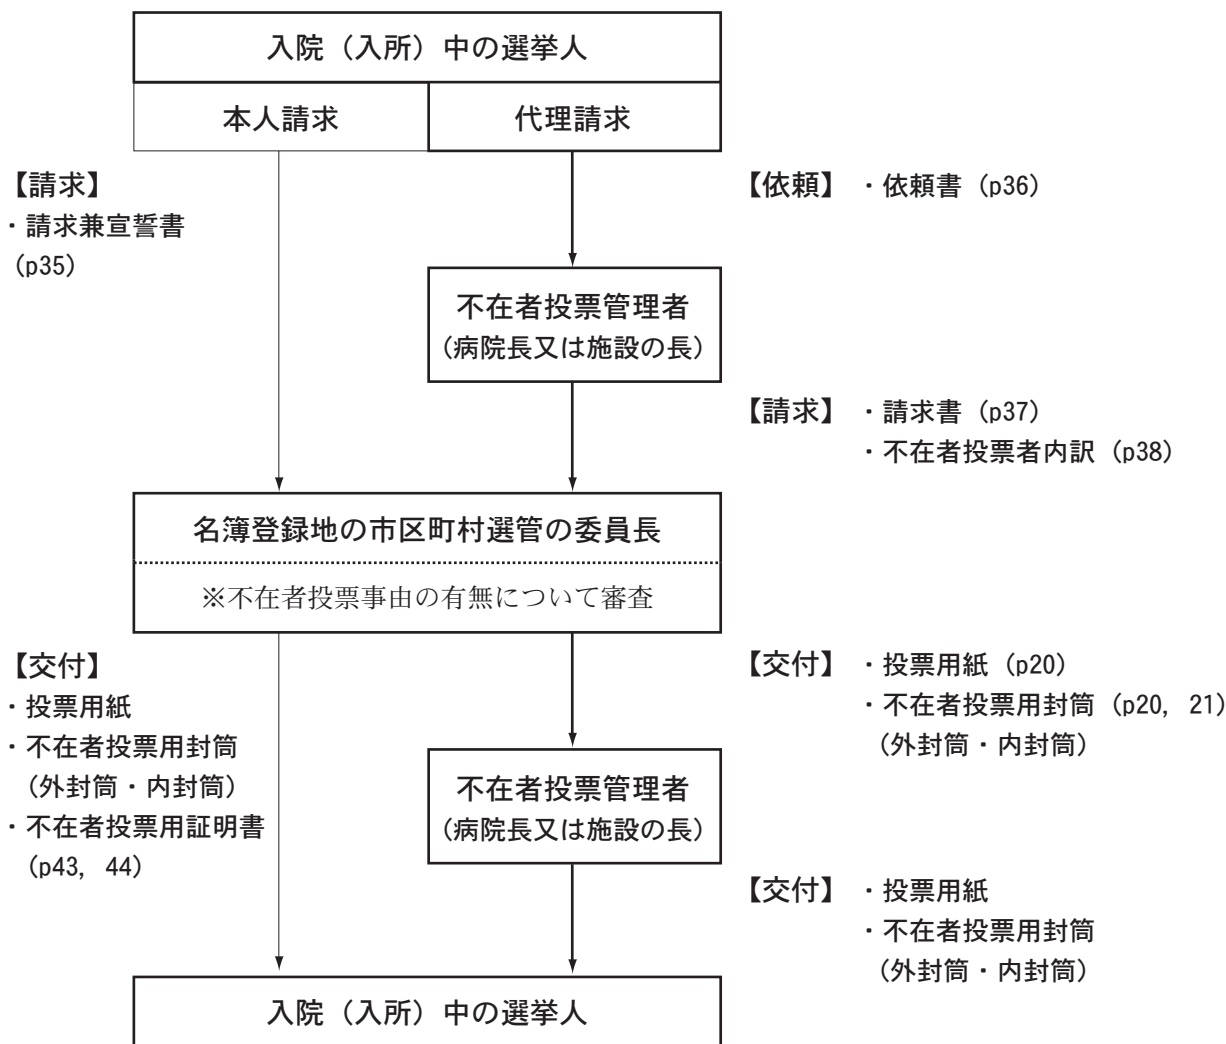 入院（入所）中の選挙人
本人請求
代理請求
【請求】
・請求兼宣誓書
（p35）
【依頼】 ・依頼書（p36）
不在者投票管理者
（病院長又は施設の長）
【請求】 ・請求書（p37）
・不在者投票者内訳（p38）
名簿登録地の市区町村選管の委員長
※不在者投票事由の有無について審査
【交付】
・投票用紙
・不在者投票用封筒
（外封筒・内封筒）
・不在者投票用証明書
（p43, 44）
【交付】 ・投票用紙（p20）
・不在者投票用封筒（p20, 21）
（外封筒・内封筒）
不在者投票管理者
（病院長又は施設の長）
【交付】 ・投票用紙
・不在者投票用封筒
（外封筒・内封筒）
入院（入所）中の選挙人